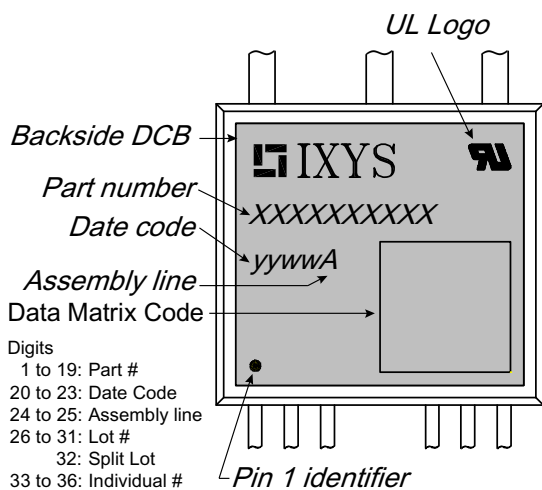 UL Logo
Backside DCB
IXYS
Part number
XXXXXXXXXX
Date code
yywwA
Assembly line
Data Matrix Code
Digits
1 to 19: Part #
20 to 23: Date Code
24 to 25: Assembly line
26 to 31: Lot #
32: Split Lot
33 to 36: Individual #
Pin 1 identifier